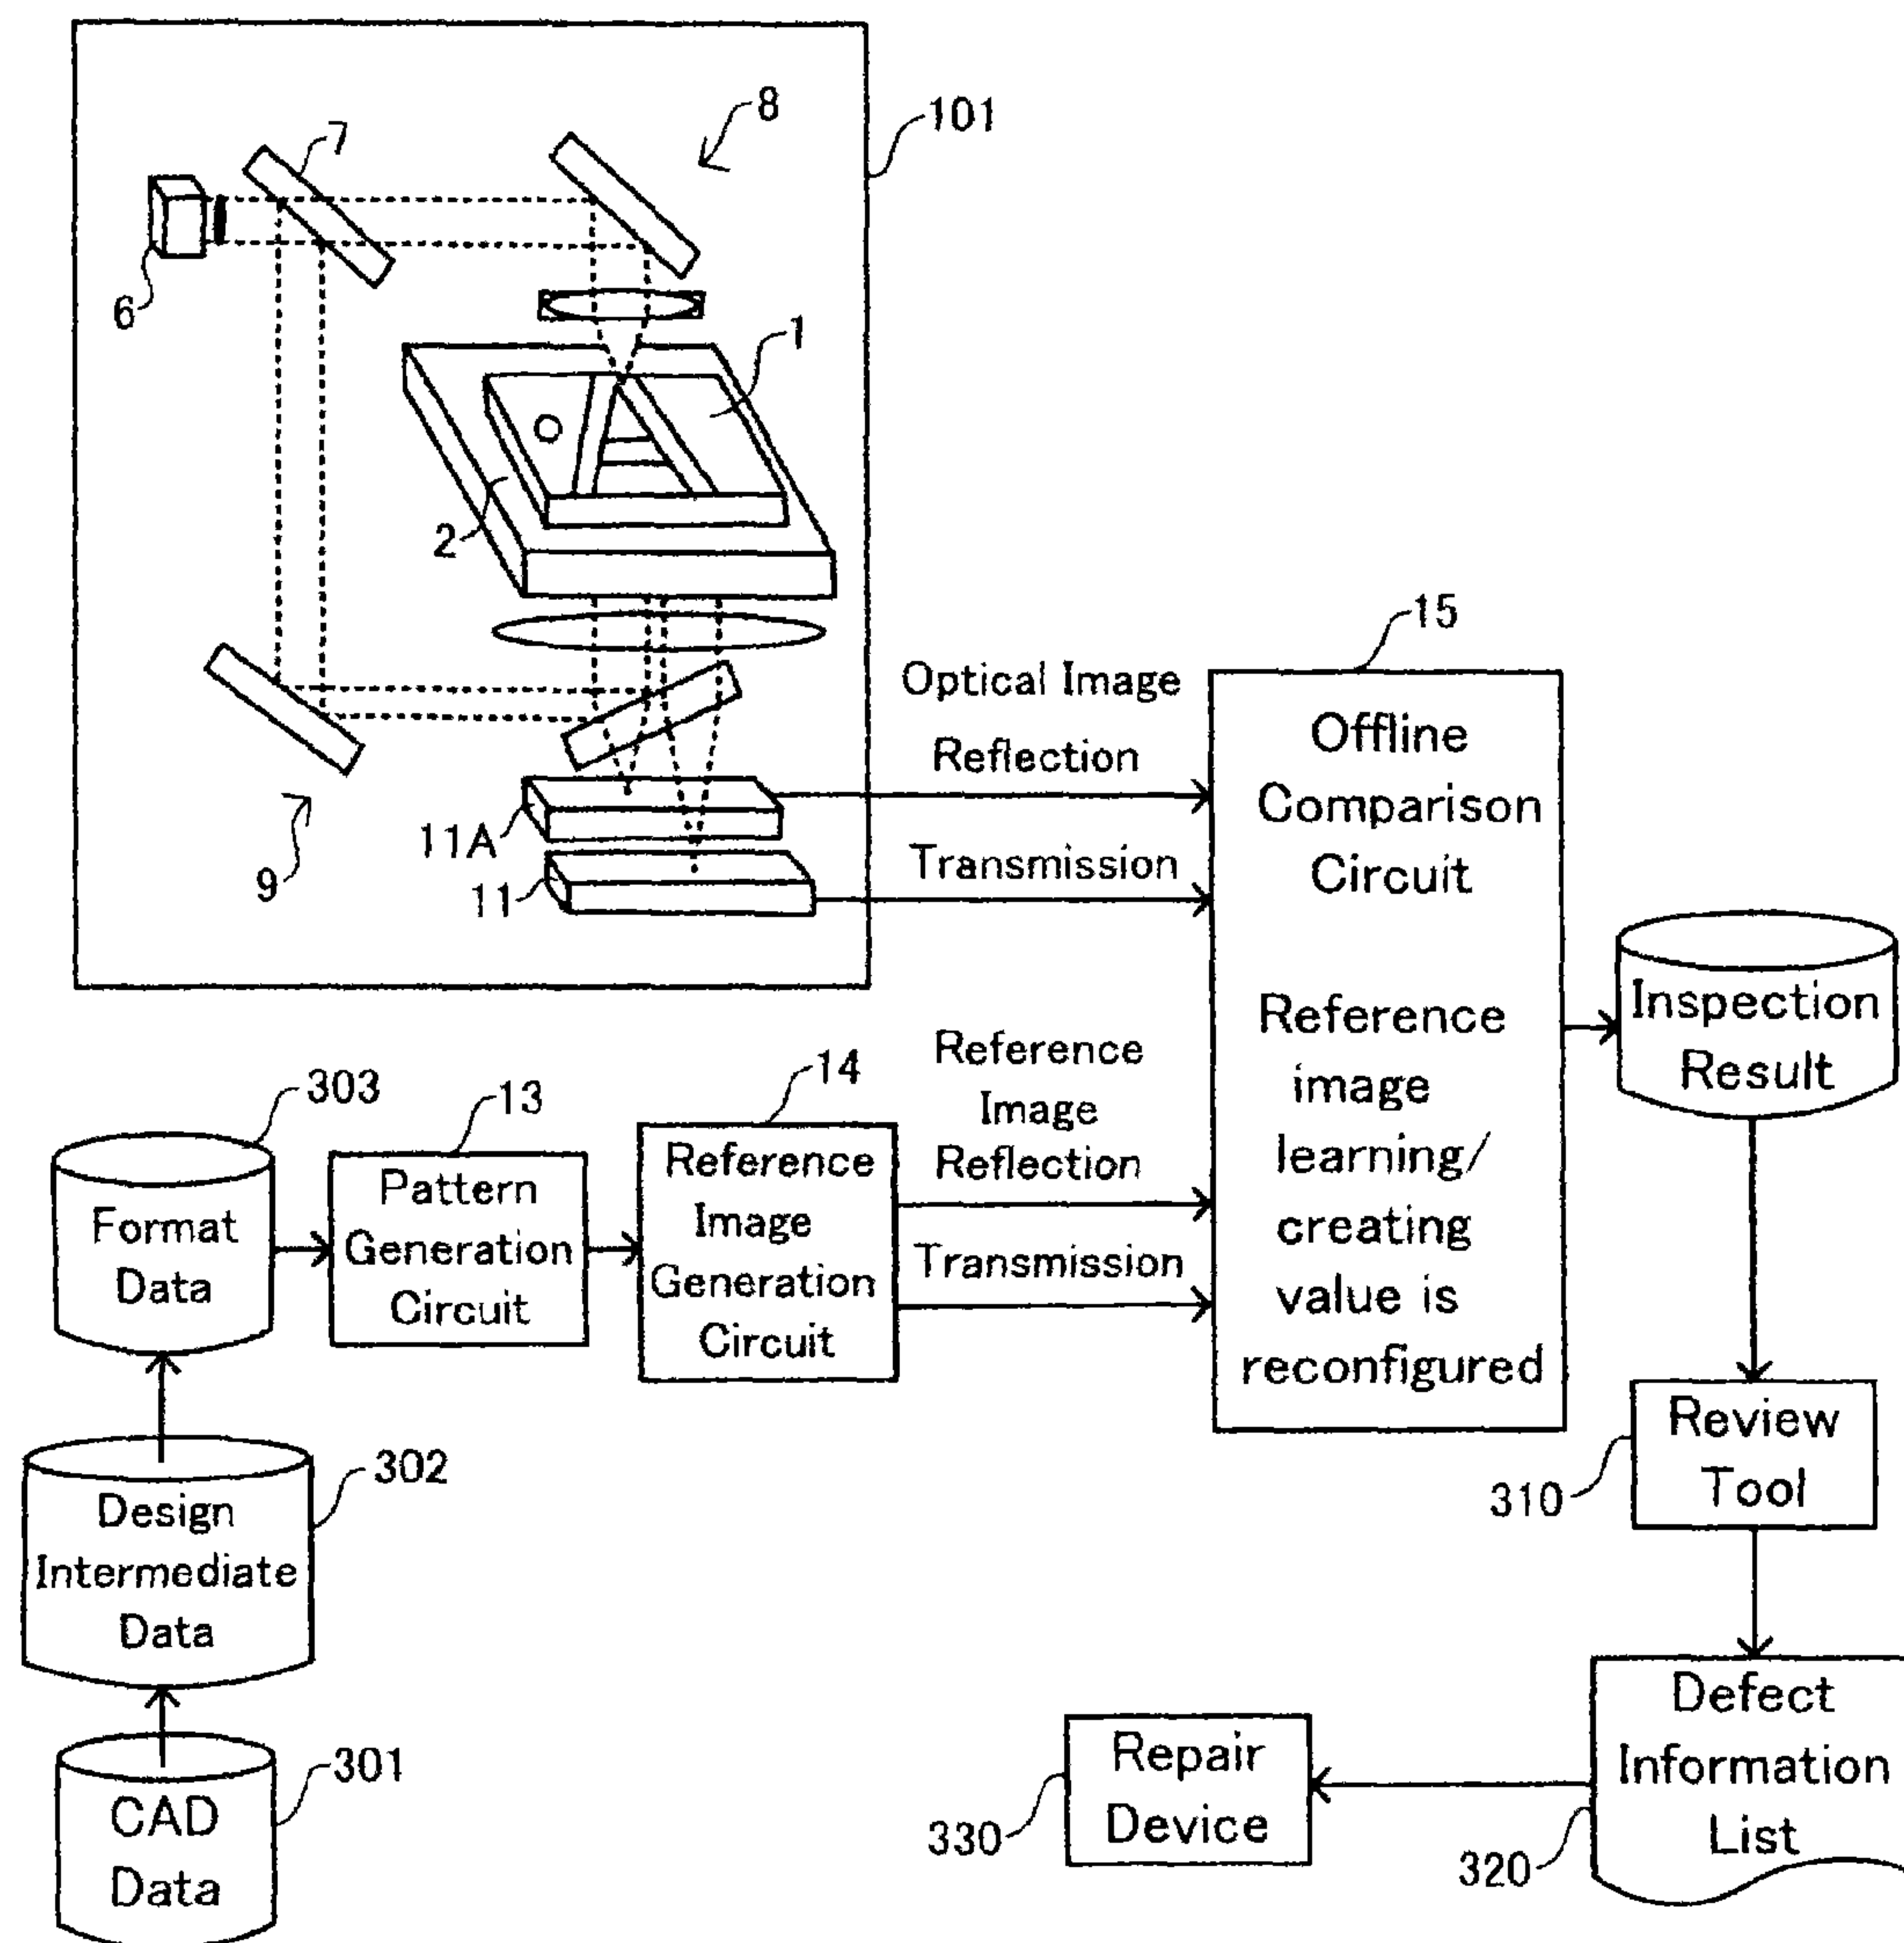 8
101
7
6
1
2
15
Optical Image
Reflection
Transmission
11A
11
9
Offline
Comparison
Circuit
Reference
image
learning/
creating
value is
reconfigured
Inspection
Result
Reference
Image
Reflection
Transmission
303
13
14
Format
Data
Pattern
Generation
Circuit
Reference
Image
Generation
Circuit
302
Design
Intermediate
Data
301
CAD
Data
Review
Tool
310
Defect
Information
List
320
Repair
Device
330